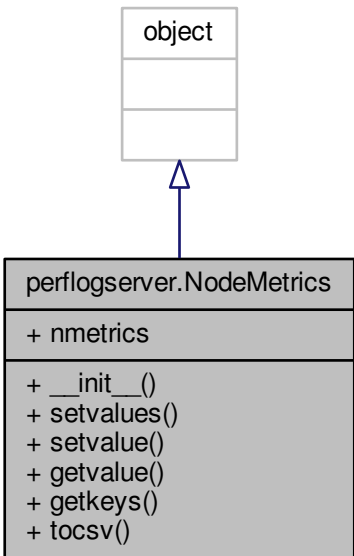 object
perflogserver.NodeMetrics
+ nmetrics
+ __init__()
+ setvalues()
+ setvalue()
+ getvalue()
+ getkeys()
+ tocsv()